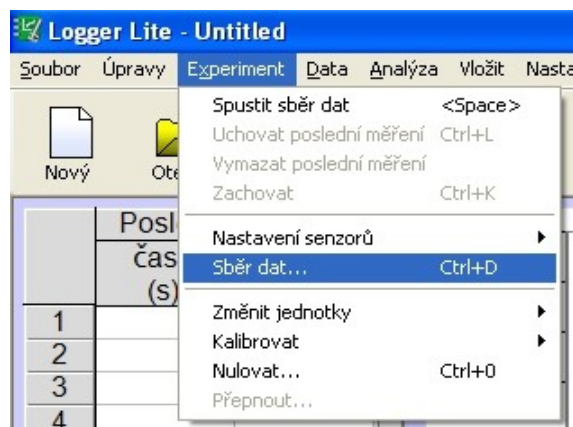 Logger Lite - Untitled
Soubor Úpravy Experiment Data Analýza Vložit
Nový
Spustit sběr dat <Space>
Uchovat poslední měření Ctrl+L
Vymazat poslední měření
Zachovat Ctrl+K
Nastavení senzorů
Sběr dat... Ctrl+D
Změnit jednotky
Kalibrovat
Nulovat... Ctrl+0
Přepnout...
čas
(s)
1
2
3
4